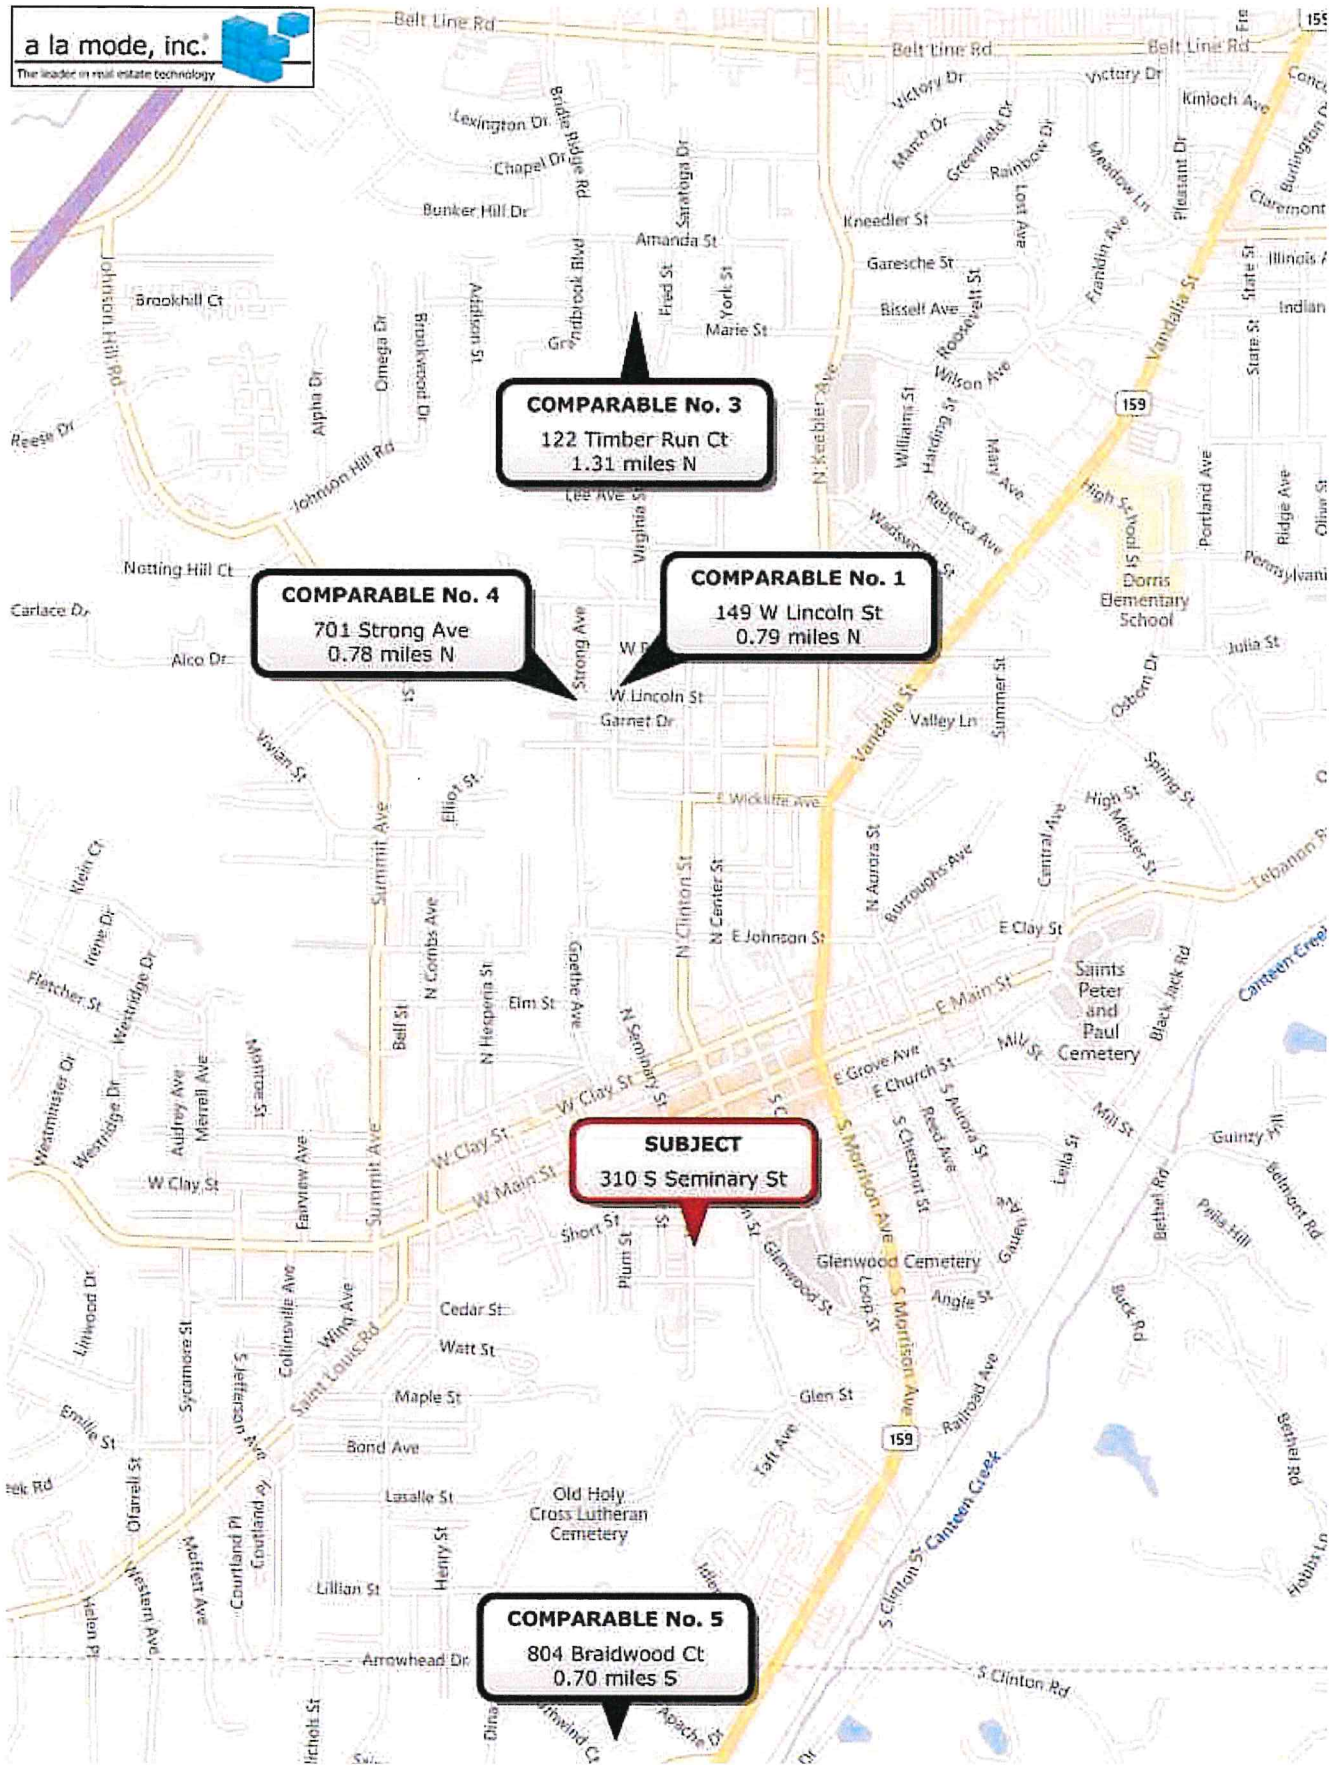 a la mode, inc.
The leader in real estate technology
Belt Line Rd
Belt Line Rd
Belt Line Rd
159
Victory Dr
Victory Dr
Kinloch Ave
Lexington Dr
Bridle Ridge Rd
March Dr
Greenfield Dr
Rainbow Dr
Meadow Ln
Pleasant Dr
Burlington
Chapel Dr
Saratoga Dr
Claremont
Bunker Hill Dr
Kneedler St
Lost Ave
Amanda St
Franklin Ave
Garesche St
State St
Illinois
Johnson Hill Rd
Brookhill Ct
Addison St
Fred St
York St
Bissell Ave
Roosevelt St
Indian
Omega Dr
Brookwood Dr
Marie St
Vandalia St
State St
Wilson Ave
Alpha Dr
N Keebler Ave
Williams St
Harding St
159
COMPARABLE No. 3
122 Timber Run Ct
1.31 miles N
Reese Dr
Johnson Hill Rd
Mary Ave
Portland Ave
Ridge Ave
Olive St
Lee Ave
Virginia St
High School St
Rebecca Ave
Notting Hill Ct
Dorris
Elementary
School
COMPARABLE No. 4
701 Strong Ave
0.78 miles N
COMPARABLE No. 1
149 W Lincoln St
0.79 miles N
Carlace Dr
Alco Dr
Strong Ave
Julia St
W Lincoln St
Garnet Dr
Vandalia St
Valley Ln
Summer St
Osborn Dr
Vivian St
Elliot St
Spring St
E Wickliffe Ave
High St
Meister St
Summit Ave
Central Ave
Klein Ct
N Clinton St
N Center St
N Aurora St
Burroughs Ave
Irene Dr
N Combs Ave
E Johnson St
E Clay St
Fletcher St
Westridge Dr
Goethe Ave
Canteen Creek
Saints
Peter
and
Paul
Cemetery
Black Jack Rd
Bell St
N Hesperia St
Elm St
N Seminary St
E Main St
Mill St
Westminster Dr
Westridge Dr
Audrey Ave
Merrell Ave
Monroe St
E Grove Ave
E Church St
W Clay St
W Clay St
Mill St
S Aurora St
Reed Ave
S Chestnut St
Guinzy Hill
Leila St
SUBJECT
310 S Seminary St
W Main St
W Clay St
Fairview Ave
Summit Ave
S Morrison Ave
Bethel Rd
Belmont Rd
Short St
Plum St
Glenwood St
Glenwood Cemetery
Gauen Ave
Loop St
Angle St
Buck Rd
Linwood Dr
Collinsville Ave
Wing Ave
Cedar St
Watt St
Sycamore St
S Jefferson Ave
Saint Louis Rd
S Morrison Ave
Maple St
Glen St
Railroad Ave
Emilie St
Bond Ave
Taft Ave
159
Bethel Rd
Ofarrell St
Lasalle St
Old Holy
Cross Lutheran
Cemetery
Canteen Creek
Courtland Pl
Courtland Av
Henry St
Moffett Ave
Western Ave
Lillian St
S Clinton St
Hobbs Ln
Helen Pl
COMPARABLE No. 5
804 Braidwood Ct
0.70 miles S
Arrowhead Dr
S Clinton Rd
Apache Dr